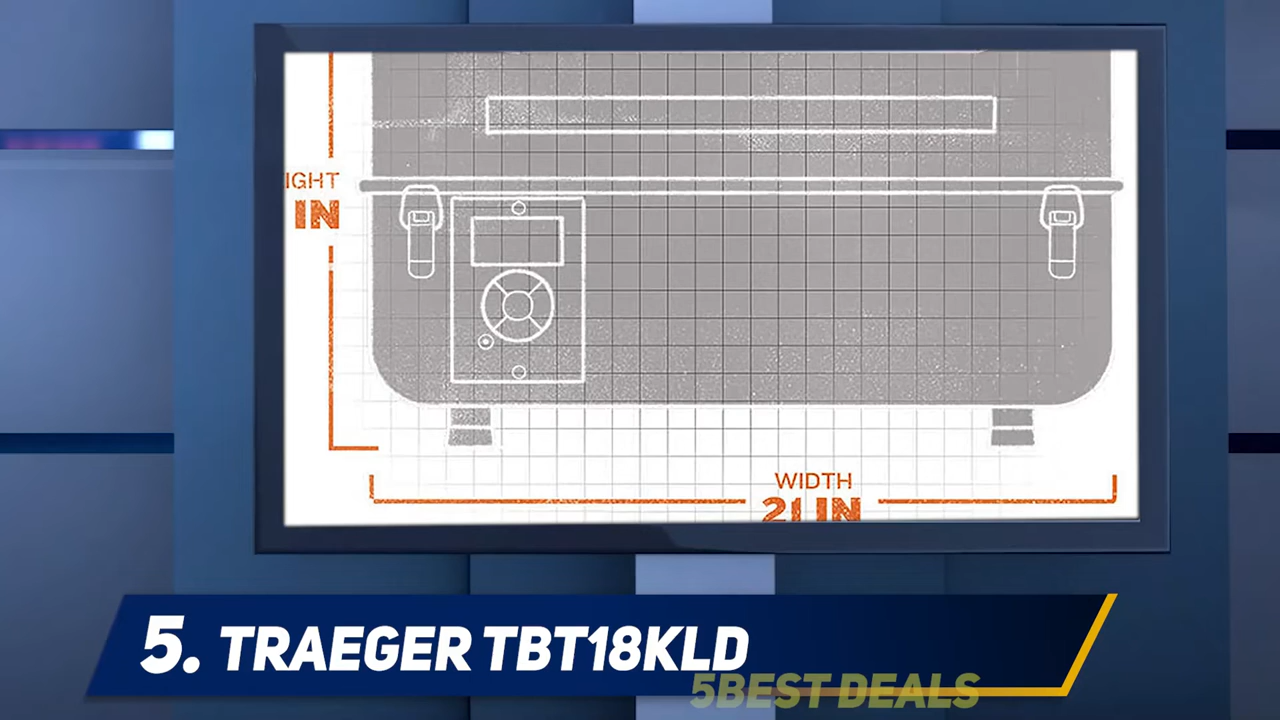 IGHT
IN
WIDTH
21 IN
5. TRAEGER TBT18KLD
5BEST DEALS